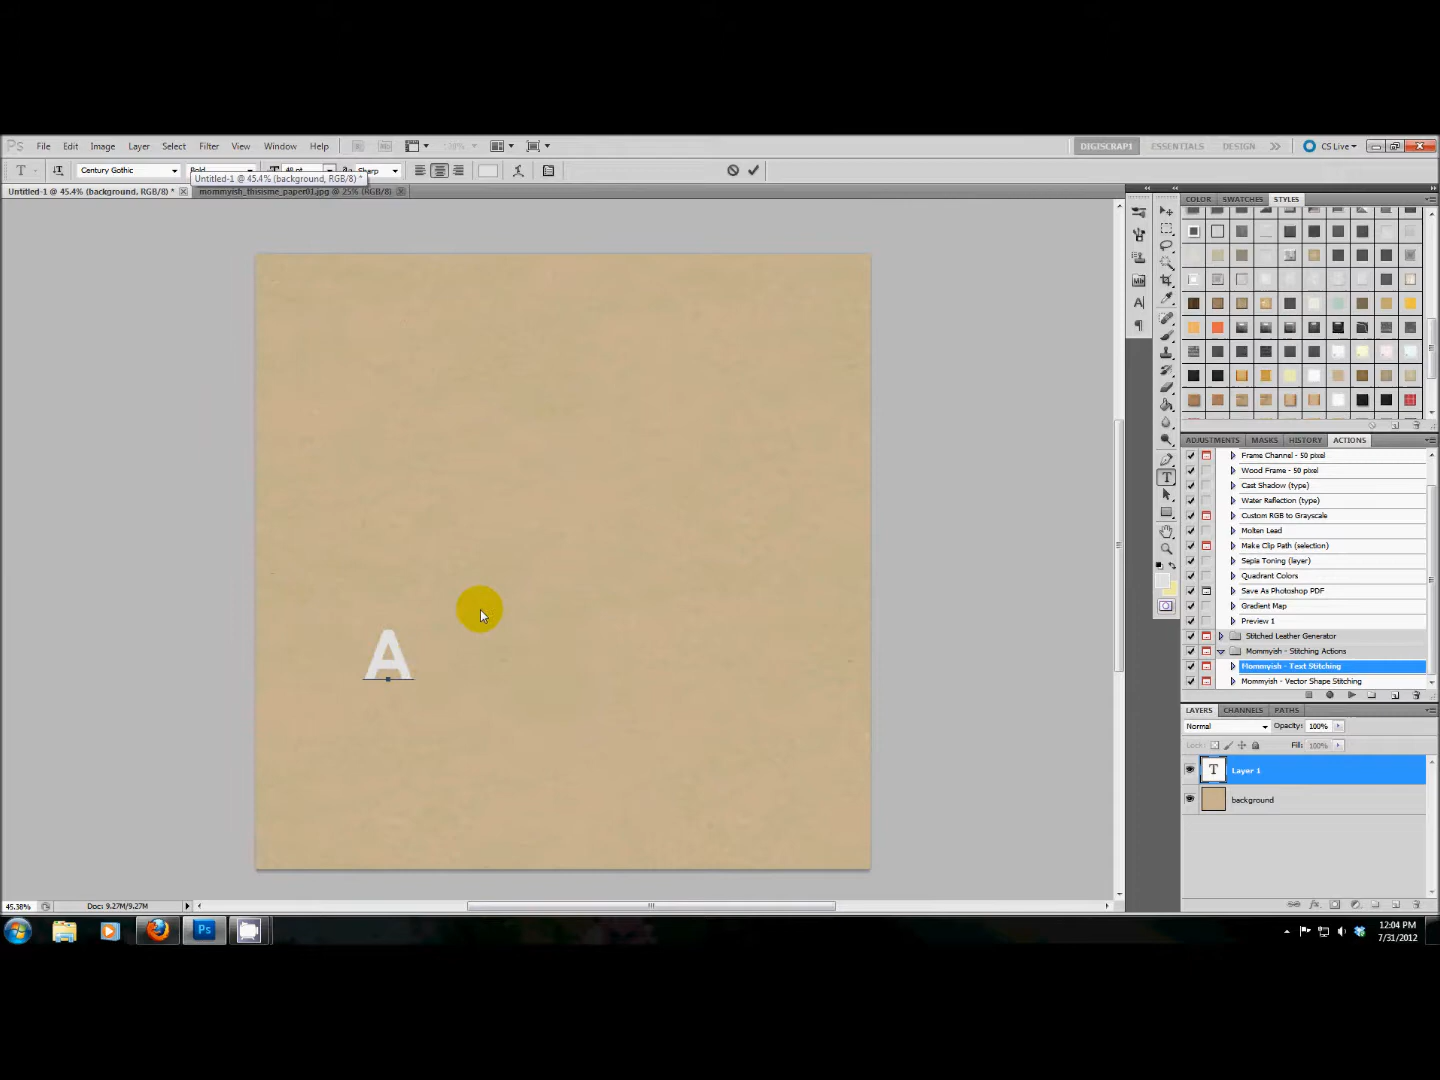 Ps File Edit Image Layer Select Filter View Window Help
DIGISCRAP1 ESSENTIALS DESIGN CS Live
T Century Gothic Bold 48 pt Sharp
Untitled-1 @ 45.4% (background, RGB/8) *
Untitled-1 @ 45.4% (background, RGB/8) * mommyish_thisisme_paper01.jpg @ 25% (RGB/8)
COLOR SWATCHES STYLES
Mb
A
A
ADJUSTMENTS MASKS HISTORY ACTIONS
Frame Channel - 50 pixel
Wood Frame - 50 pixel
Cast Shadow (type)
Water Reflection (type)
Custom RGB to Grayscale
Molten Lead
Make Clip Path (selection)
Sepia Toning (layer)
Quadrant Colors
Save As Photoshop PDF
Gradient Map
Preview 1
Stitched Leather Generator
Mommyish - Stitching Actions
Mommyish - Text Stitching
Mommyish - Vector Shape Stitching
LAYERS CHANNELS PATHS
Normal Opacity: 100%
Lock: Fill: 100%
T Layer 1
background
45.38% Doc: 9.27M/9.27M
Ps
12:04 PM
7/31/2012